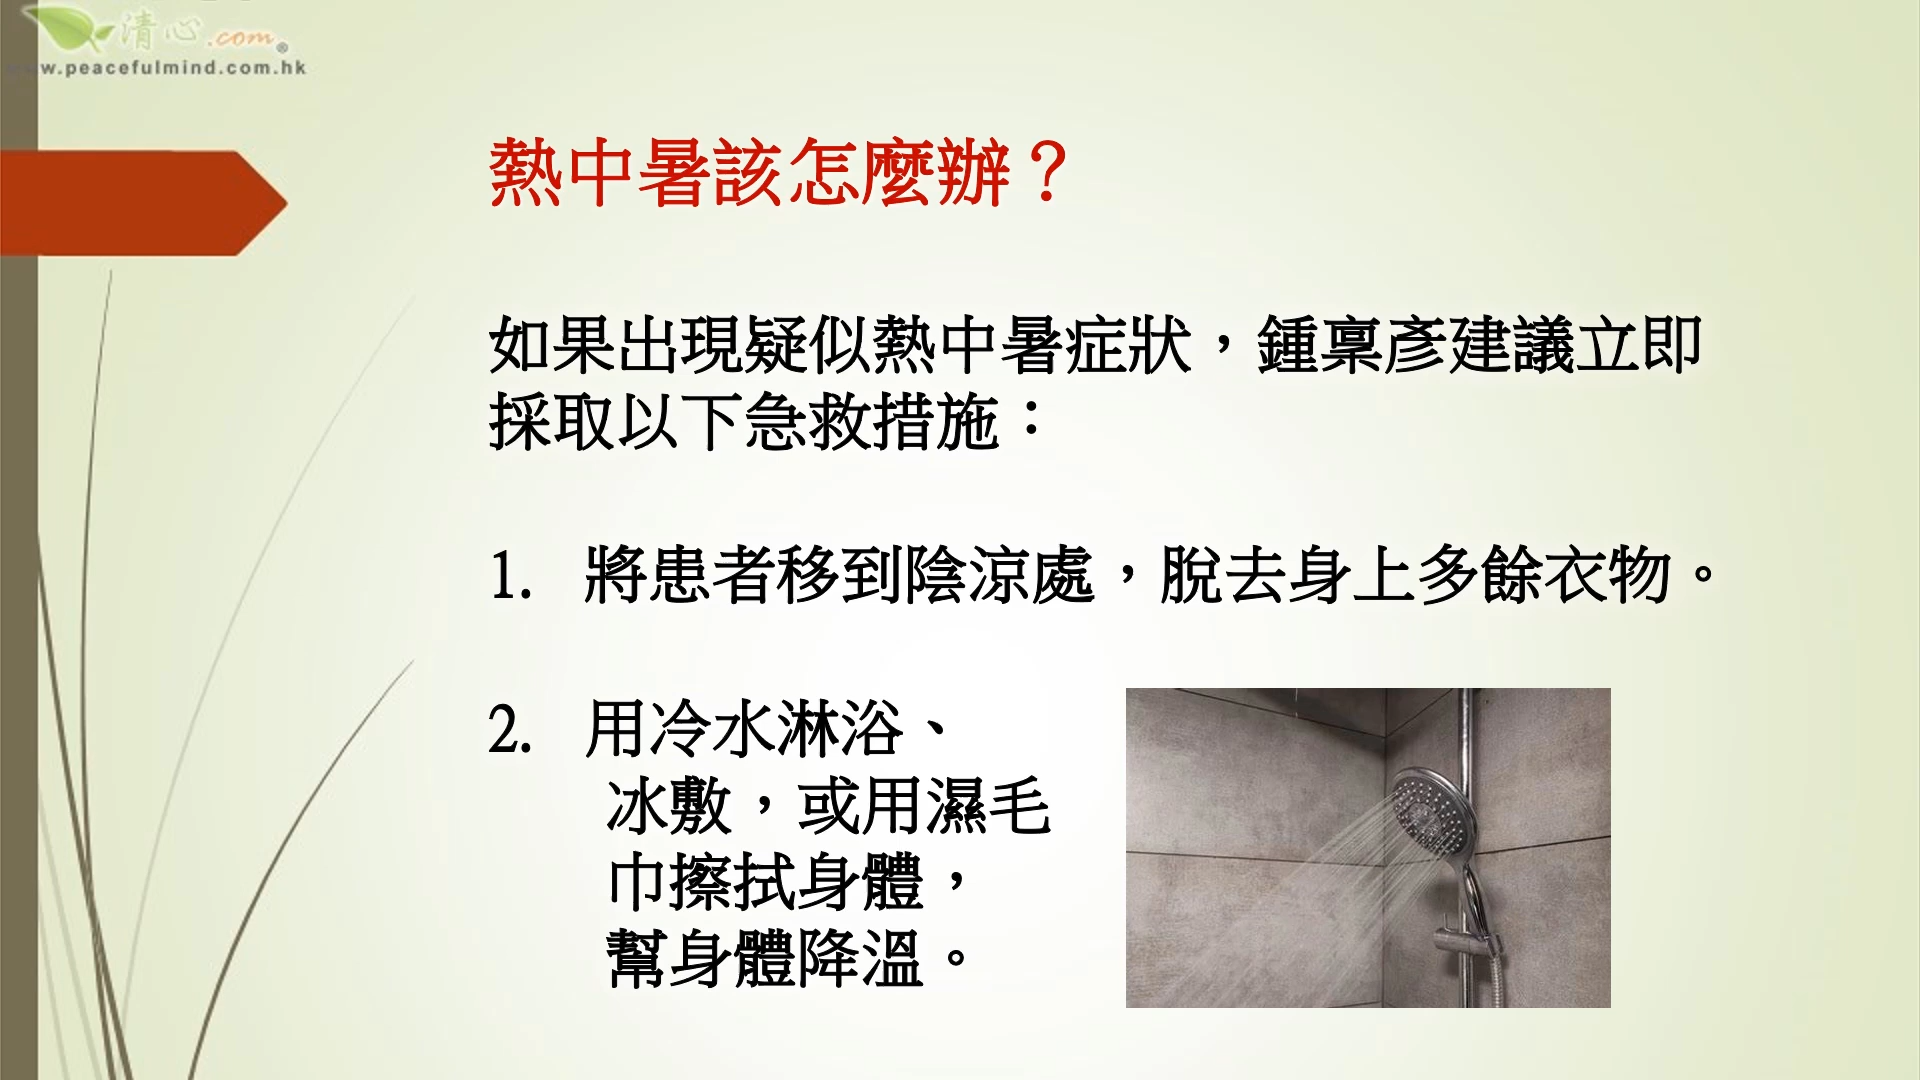 清心.com®
www.peacefulmind.com.hk
熱中暑該怎麼辦？
如果出現疑似熱中暑症狀，鍾稟彥建議立即
採取以下急救措施：
1. 將患者移到陰涼處，脫去身上多餘衣物。
2. 用冷水淋浴、
冰敷，或用濕毛
巾擦拭身體，
幫身體降溫。